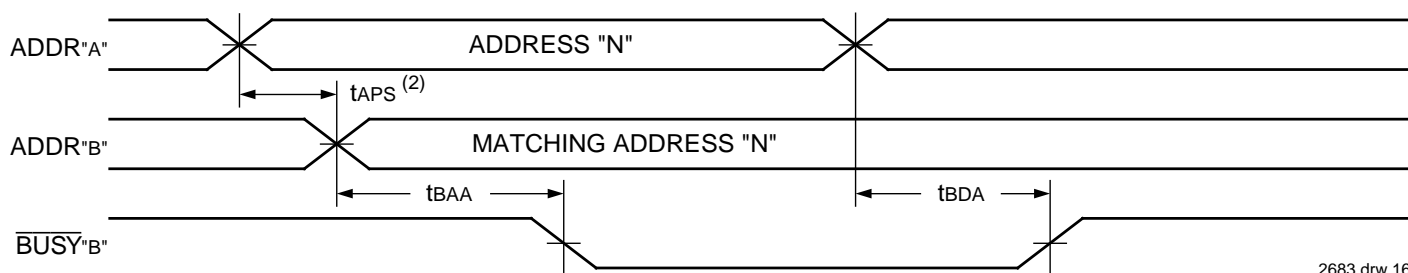 ADDR"A"
ADDRESS "N"
tAPS (2)
ADDR"B"
MATCHING ADDRESS "N"
tBAA
tBDA
BUSY"B"
2683 drw 16